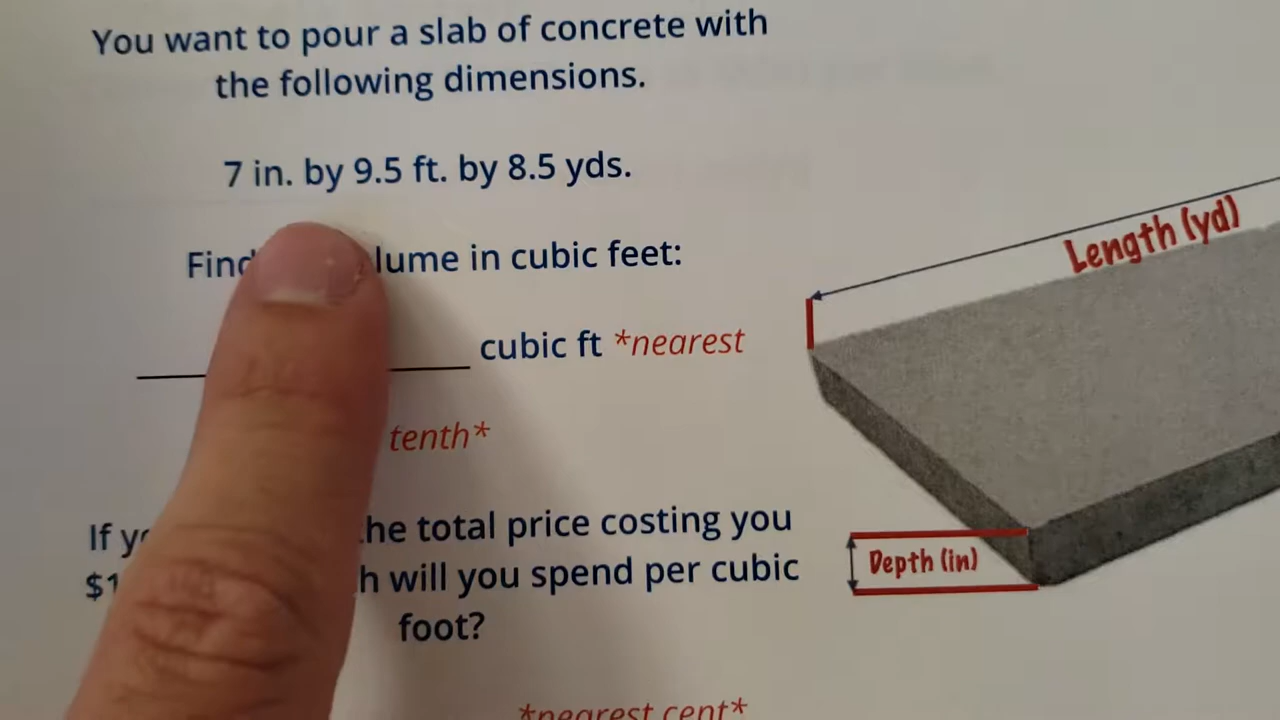 You want to pour a slab of concrete with
the following dimensions.
7 in. by 9.5 ft. by 8.5 yds.
Find lume in cubic feet:
cubic ft *nearest
tenth*
If he total price costing you
$1 h will you spend per cubic
foot?
*nearest cent*
Length (yd)
Depth (in)